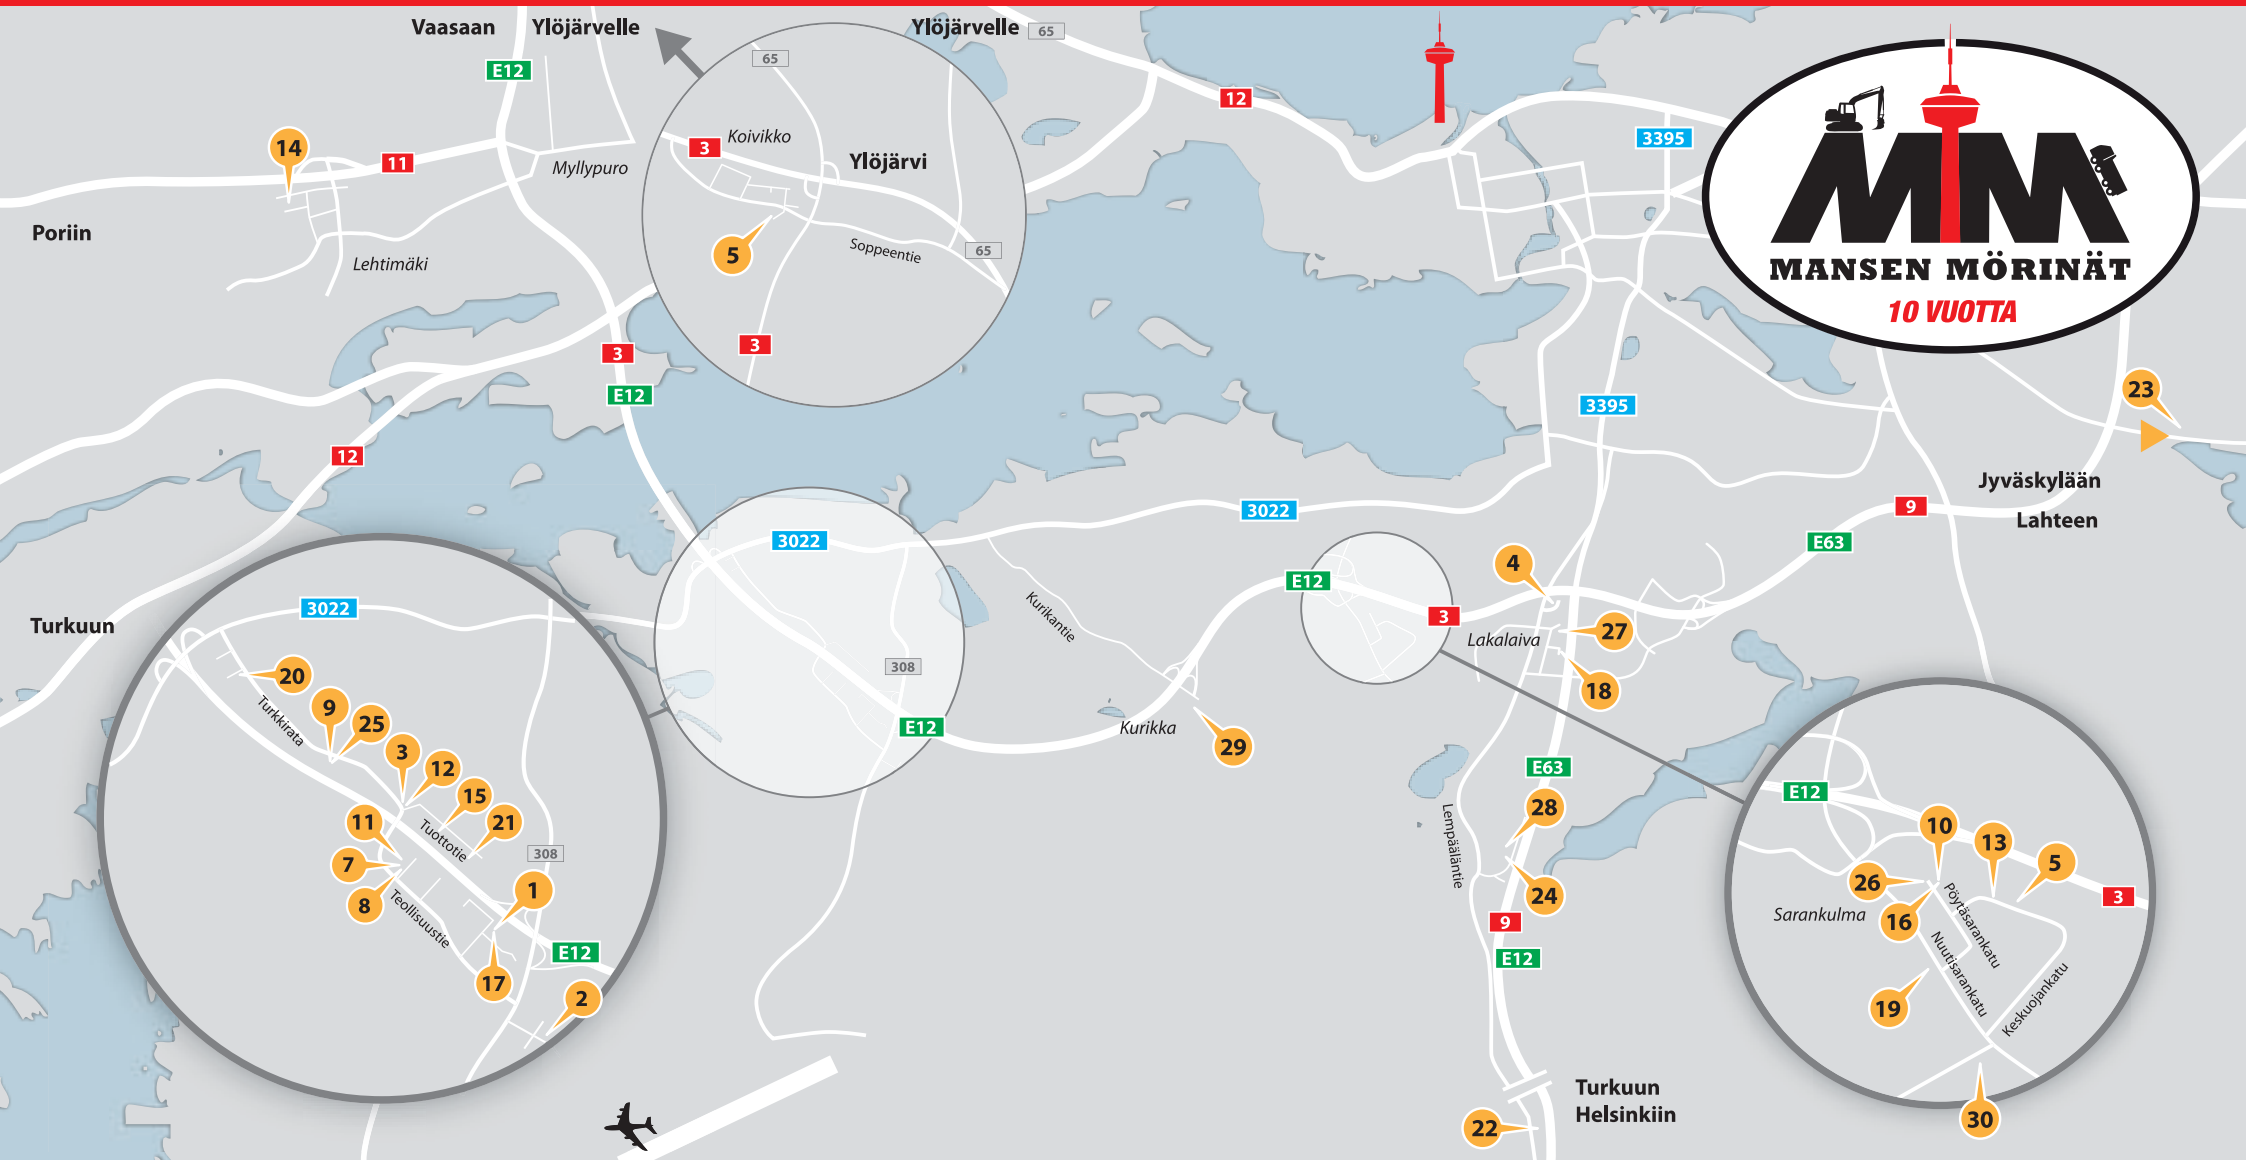 Vaasaan
Ylöjärvelle
Ylöjärvelle
65
E12
65
12
3395
14
11
Myllypuro
3
Koivikko
Ylöjärvi
Poriin
Lehtimäki
5
Soppeentie
65
3
3
E12
MANSEN MÖRINÄT
10 VUOTTA
3395
23
12
Jyväskylään
Lahteen
9
E63
3022
3022
E12
3
4
Lakalaiva
27
18
Kurikantie
Kurikka
29
308
E12
Turkuun
3022
20
Turkkirata
9
25
3
12
15
21
11
Tuottotie
7
8
308
Teollisuustie
1
E12
17
2
E63
28
Lempääläntie
24
9
E12
E12
10
13
5
26
3
Sarankulma
16
Pöytäsarankatu
Nuutisarankatu
19
Keskuojankatu
30
Turkuun
Helsinkiin
22